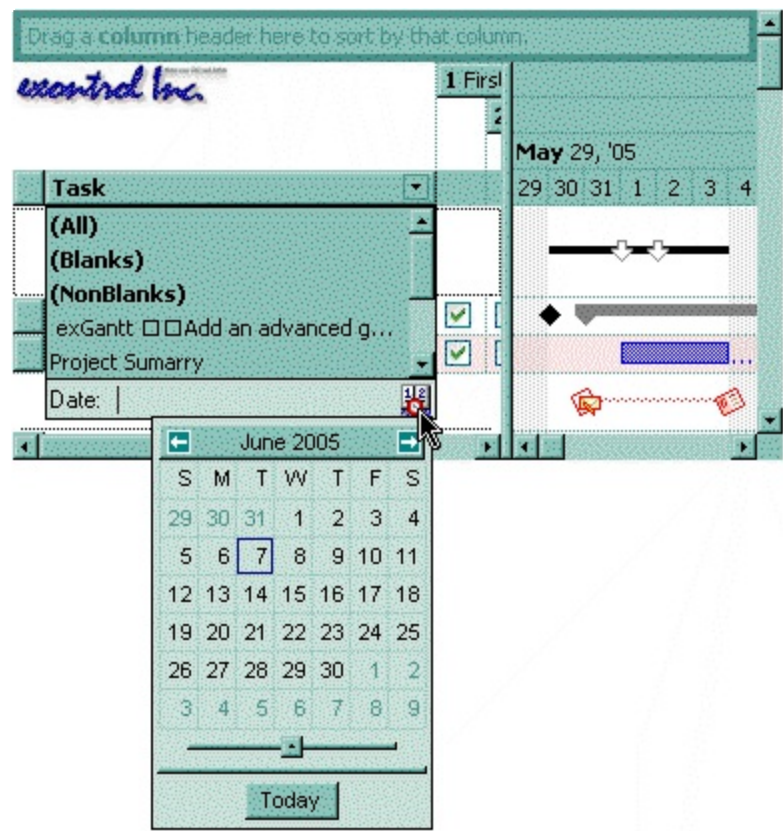 Drag a column header here to sort by that column.
exontrol Inc.
1 First
2
May 29, '05
Task
29 30 31 1 2 3 4
(All)
(Blanks)
(NonBlanks)
exGantt □□Add an advanced g...
Project Sumarry
...
Date:
1 2
June 2005
S M T W T F S
29 30 31 1 2 3 4
5 6 7 8 9 10 11
12 13 14 15 16 17 18
19 20 21 22 23 24 25
26 27 28 29 30 1 2
3 4 5 6 7 8 9
Today